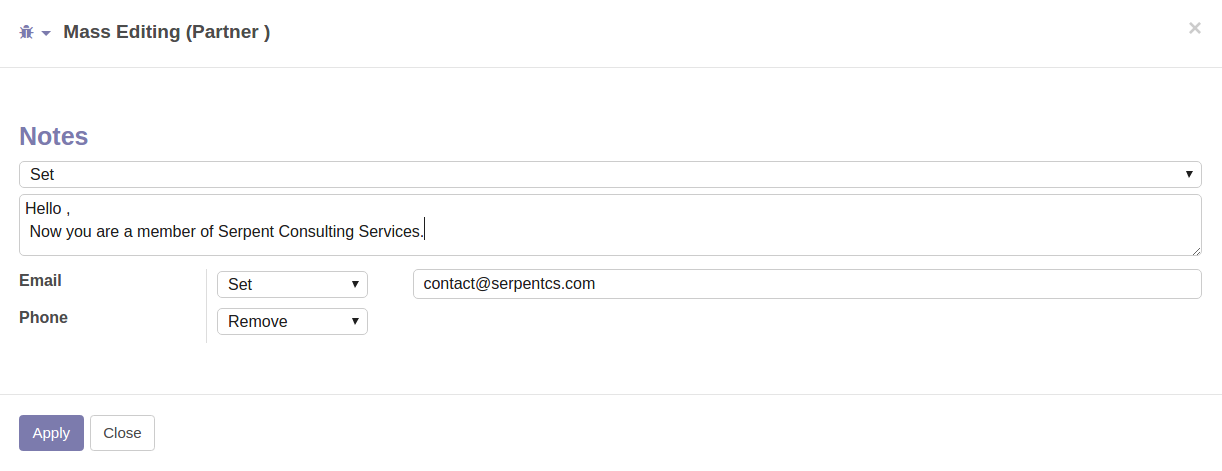 Mass Editing (Partner )
×
Notes
Set
Hello ,
Now you are a member of Serpent Consulting Services.
Email Set contact@serpentcs.com
Phone Remove
Apply Close